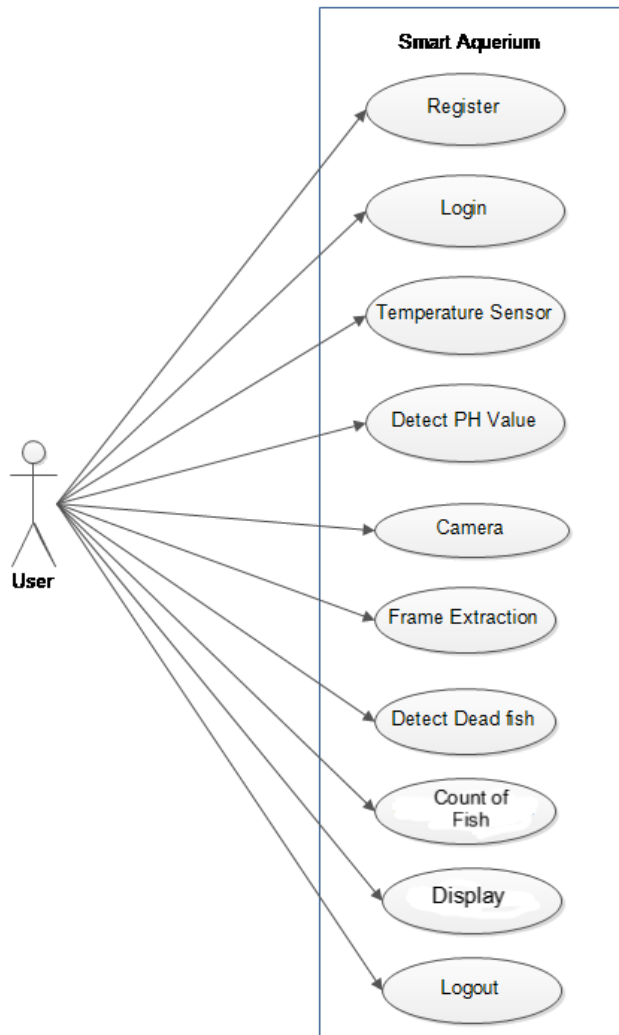 Smart Aquerium
Register
Login
Temperature Sensor
Detect PH Value
Camera
User
Frame Extraction
Detect Dead fish
Count of
Fish
Display
Logout